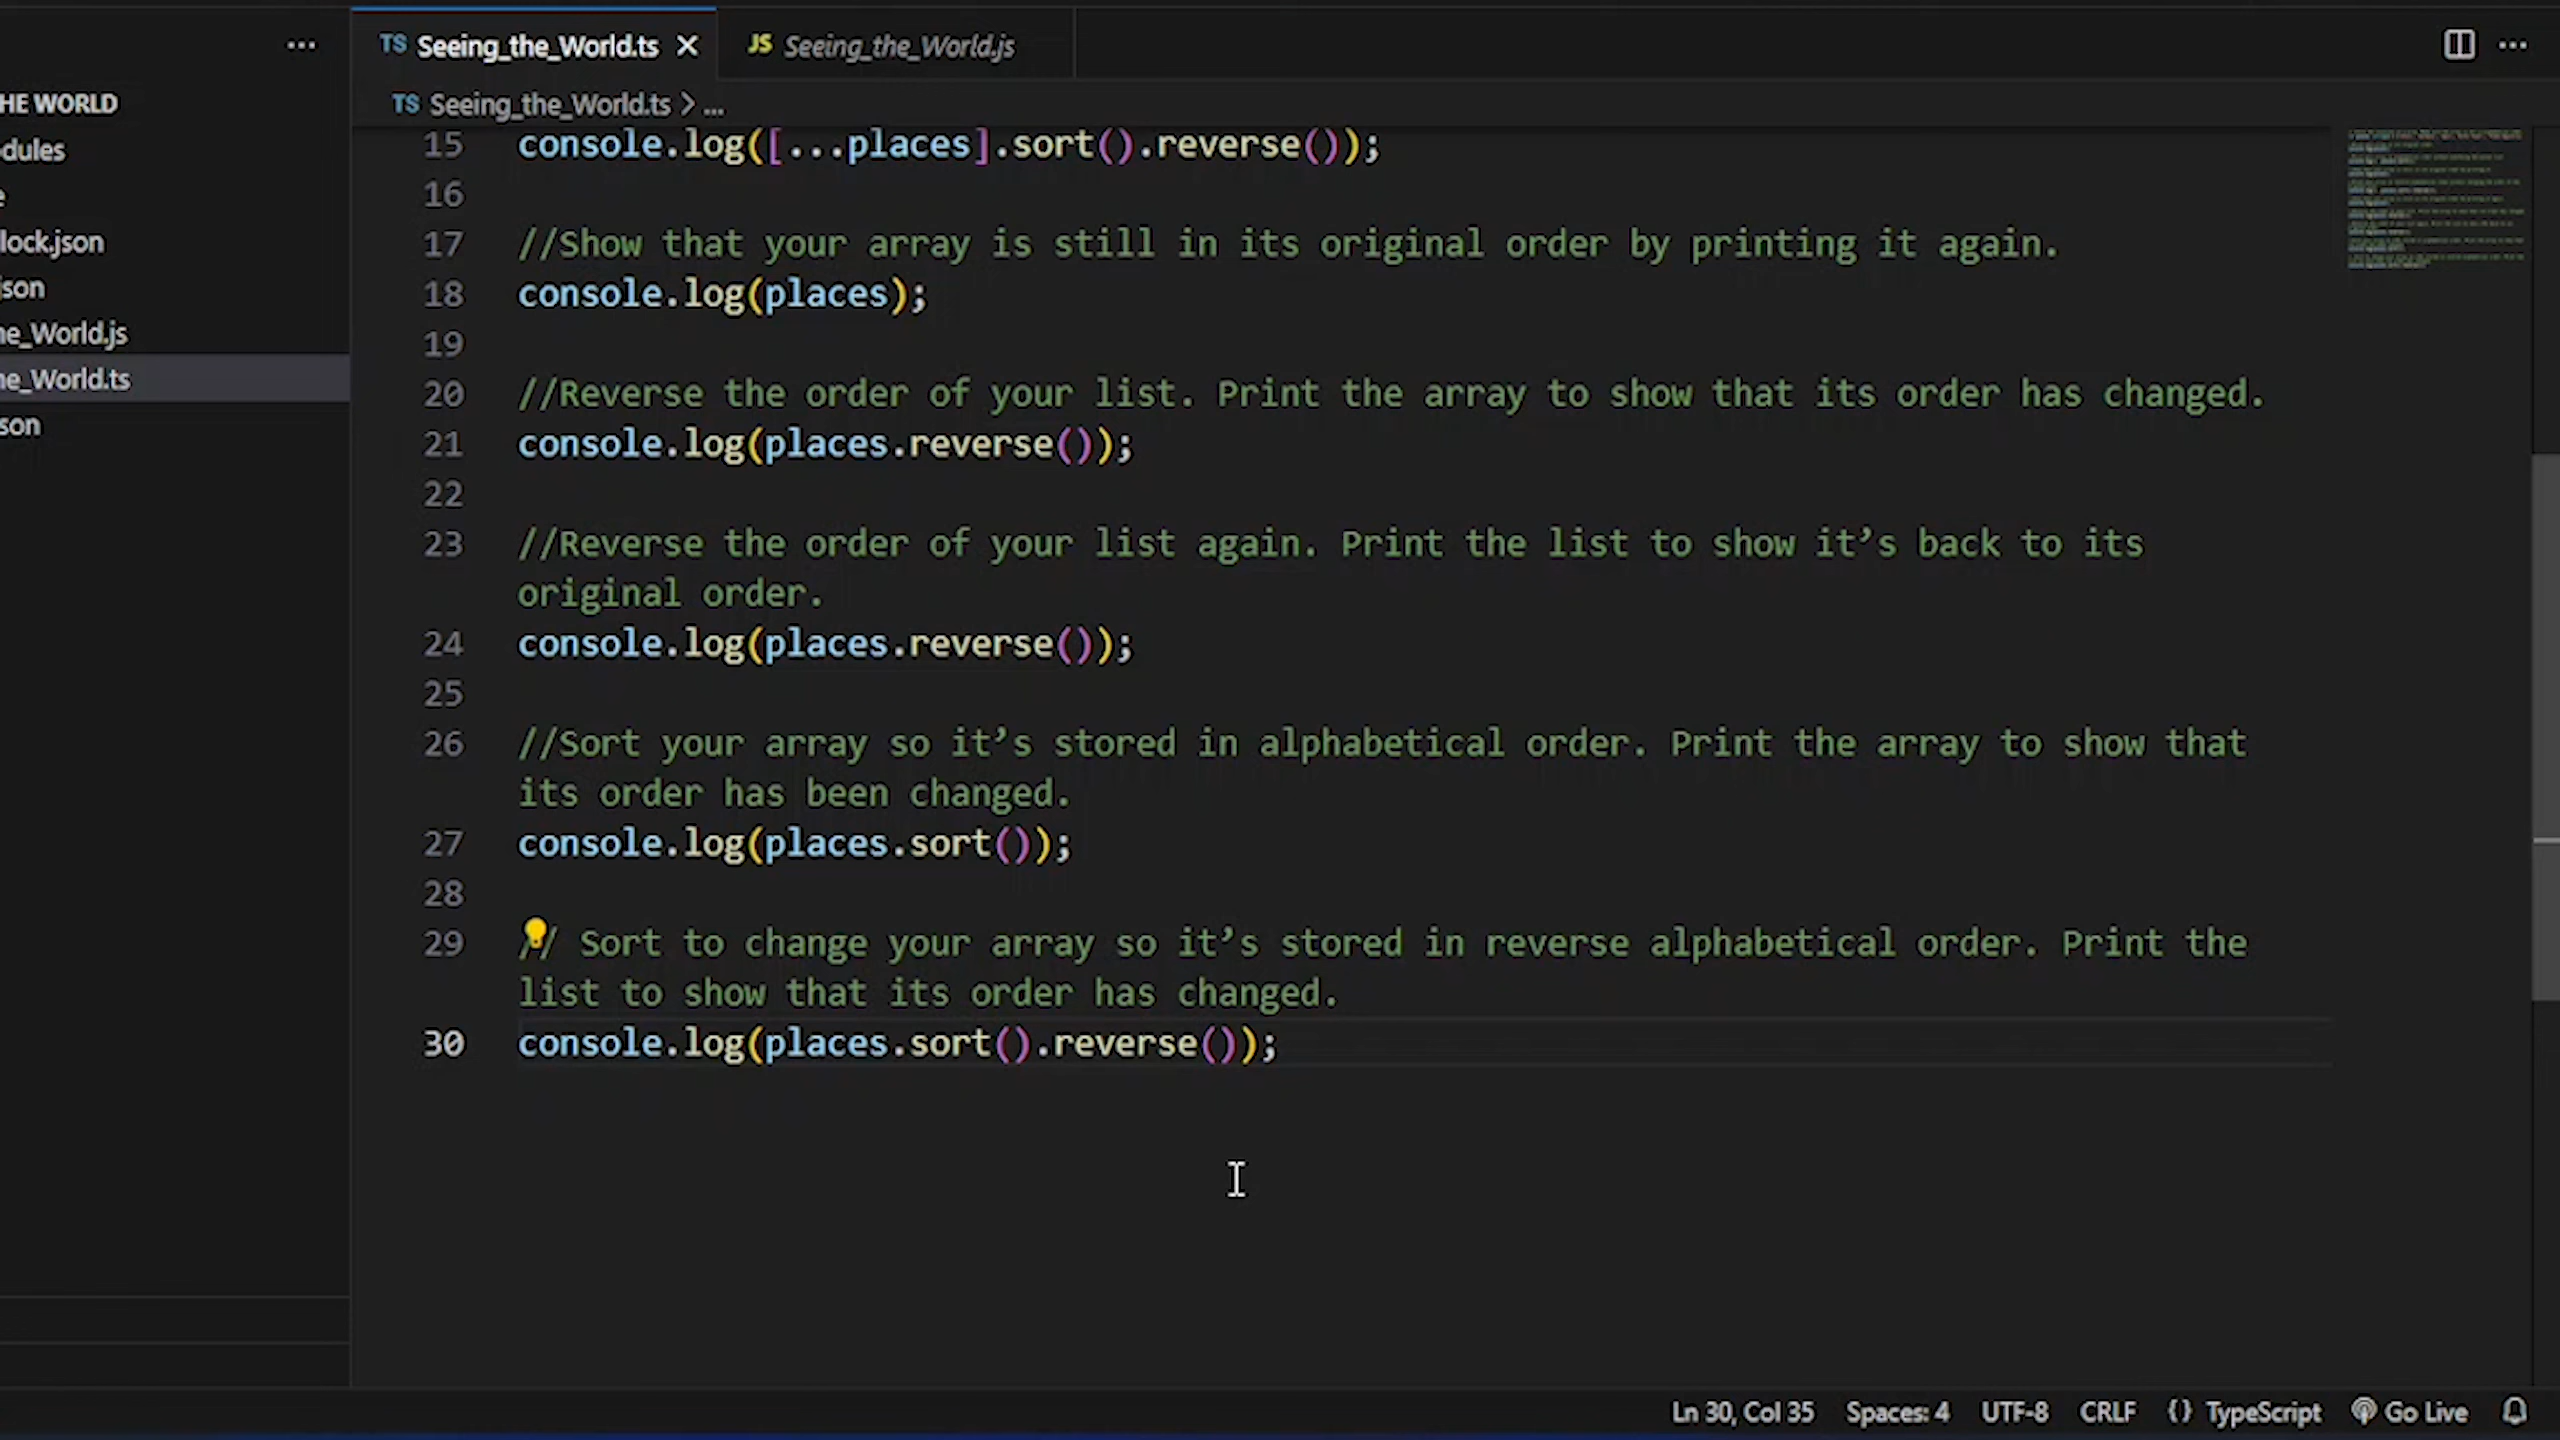 TS Seeing_the_World.ts × JS Seeing_the_World.js
HE WORLD
TS Seeing_the_World.ts > ...
dules
e
lock.json
json
he_World.js
he_World.ts
son
15 console.log([...places].sort().reverse());
16
17 //Show that your array is still in its original order by printing it again.
18 console.log(places);
19
20 //Reverse the order of your list. Print the array to show that its order has changed.
21 console.log(places.reverse());
22
23 //Reverse the order of your list again. Print the list to show it’s back to its
original order.
24 console.log(places.reverse());
25
26 //Sort your array so it’s stored in alphabetical order. Print the array to show that
its order has been changed.
27 console.log(places.sort());
28
29 // Sort to change your array so it’s stored in reverse alphabetical order. Print the
list to show that its order has changed.
30 console.log(places.sort().reverse());
Ln 30, Col 35 Spaces: 4 UTF-8 CRLF {} TypeScript Go Live